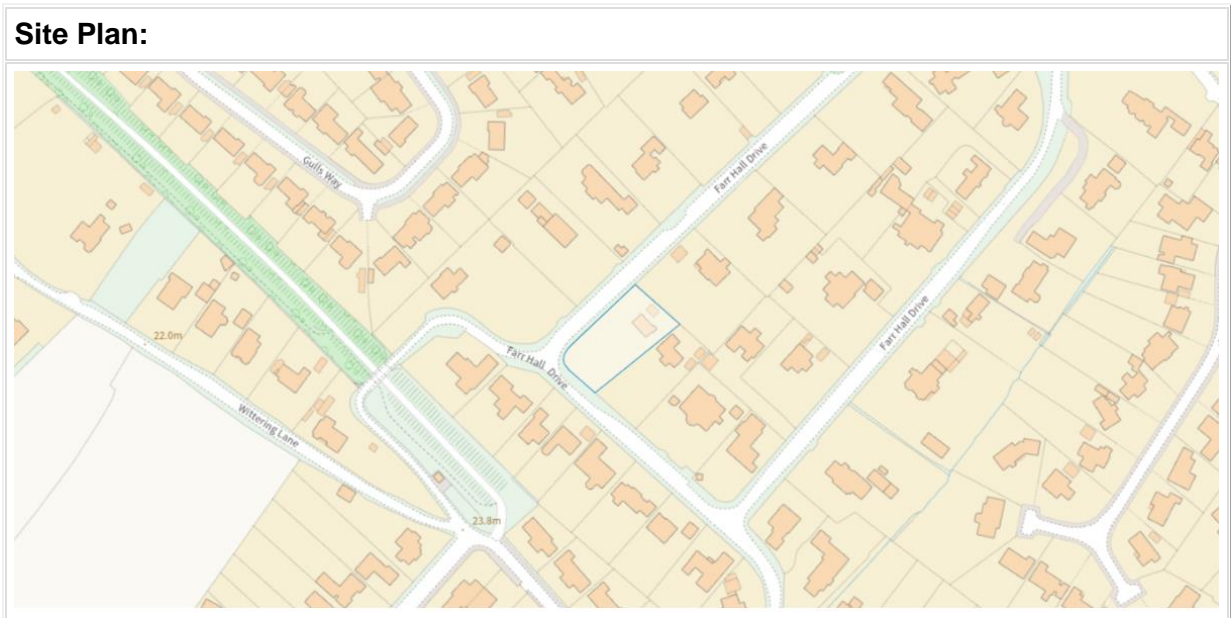 Site Plan:
Gulls Way
Farr Hall Drive
22.0m
Farr Hall Drive
Farr Hall Drive
Wittering Lane
23.8m